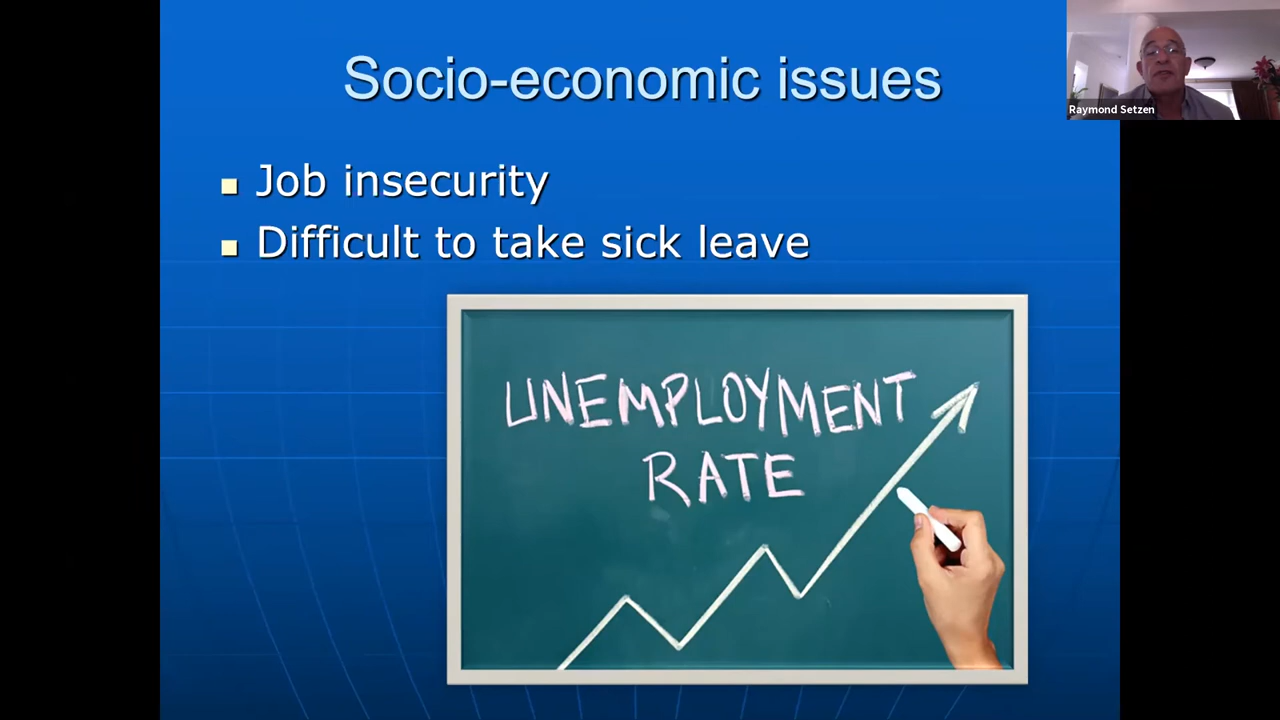 Socio-economic issues
Raymond Setzen
Job insecurity
Difficult to take sick leave
UNEMPLOYMENT
RATE